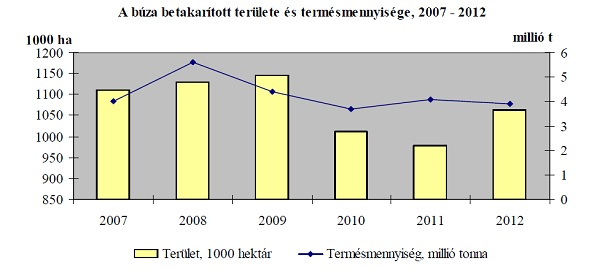 A búza betakarított területe és termésmennyisége, 2007 - 2012
1000 ha
millió t
1200
1150
1100
1050
1000
950
900
850
6
5
4
3
2
1
0
2007 2008 2009 2010 2011 2012
Terület, 1000 hektár
Termésmennyiség, millió tonna